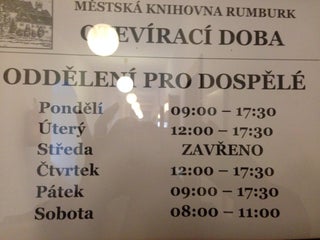 MĚSTSKÁ KNIHOVNA RUMBURK
OTEVÍRACÍ DOBA
ODDĚLENÍ PRO DOSPĚLÉ
Pondělí 09:00 – 17:30
Úterý 12:00 – 17:30
Středa ZAVŘENO
Čtvrtek 12:00 – 17:30
Pátek 09:00 – 17:30
Sobota 08:00 – 11:00